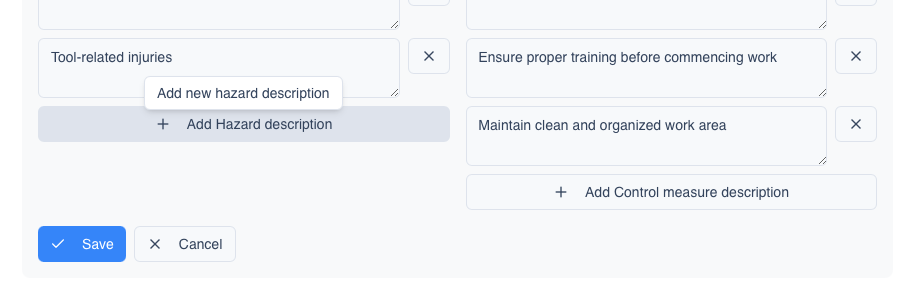 Tool-related injuries
Ensure proper training before commencing work
Add new hazard description
Add Hazard description
Maintain clean and organized work area
Add Control measure description
Save
Cancel